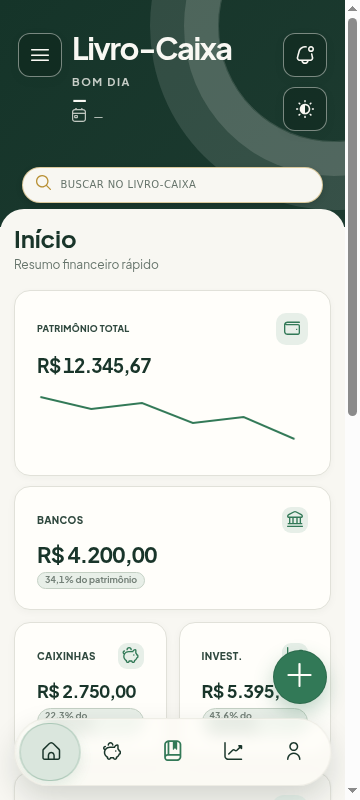 Livro-Caixa
BOM DIA
—
—
BUSCAR NO LIVRO-CAIXA
Início
Resumo financeiro rápido
PATRIMÔNIO TOTAL
R$ 12.345,67
BANCOS
R$ 4.200,00
34,1% do patrimônio
CAIXINHAS
R$ 2.750,00
22,3% do
INVEST.
R$ 5.395,
43,6% do